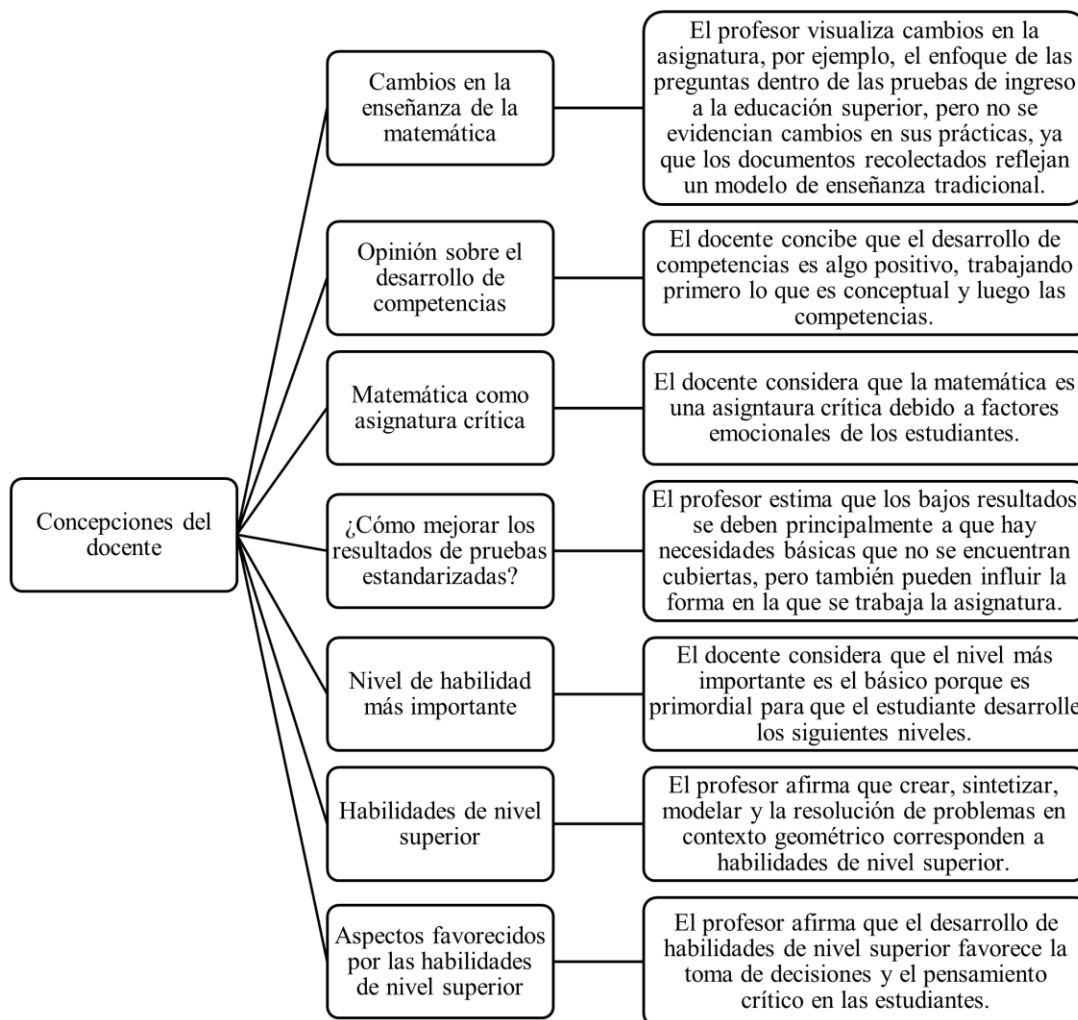 Concepciones del
docente
Cambios en la
enseñanza de la
matemática
El profesor visualiza cambios en la
asignatura, por ejemplo, el enfoque de las
preguntas dentro de las pruebas de ingreso
a la educación superior, pero no se
evidencian cambios en sus prácticas, ya
que los documentos recolectados reflejan
un modelo de enseñanza tradicional.
Opinión sobre el
desarrollo de
competencias
El docente concibe que el desarrollo de
competencias es algo positivo, trabajando
primero lo que es conceptual y luego las
competencias.
Matemática como
asignatura crítica
El docente considera que la matemática es
una asigntaura crítica debido a factores
emocionales de los estudiantes.
¿Cómo mejorar los
resultados de pruebas
estandarizadas?
El profesor estima que los bajos resultados
se deben principalmente a que hay
necesidades básicas que no se encuentran
cubiertas, pero también pueden influir la
forma en la que se trabaja la asignatura.
Nivel de habilidad
más importante
El docente considera que el nivel más
importante es el básico porque es
primordial para que el estudiante desarrolle
los siguientes niveles.
Habilidades de nivel
superior
El profesor afirma que crear, sintetizar,
modelar y la resolución de problemas en
contexto geométrico corresponden a
habilidades de nivel superior.
Aspectos favorecidos
por las habilidades
de nivel superior
El profesor afirma que el desarrollo de
habilidades de nivel superior favorece la
toma de decisiones y el pensamiento
crítico en las estudiantes.